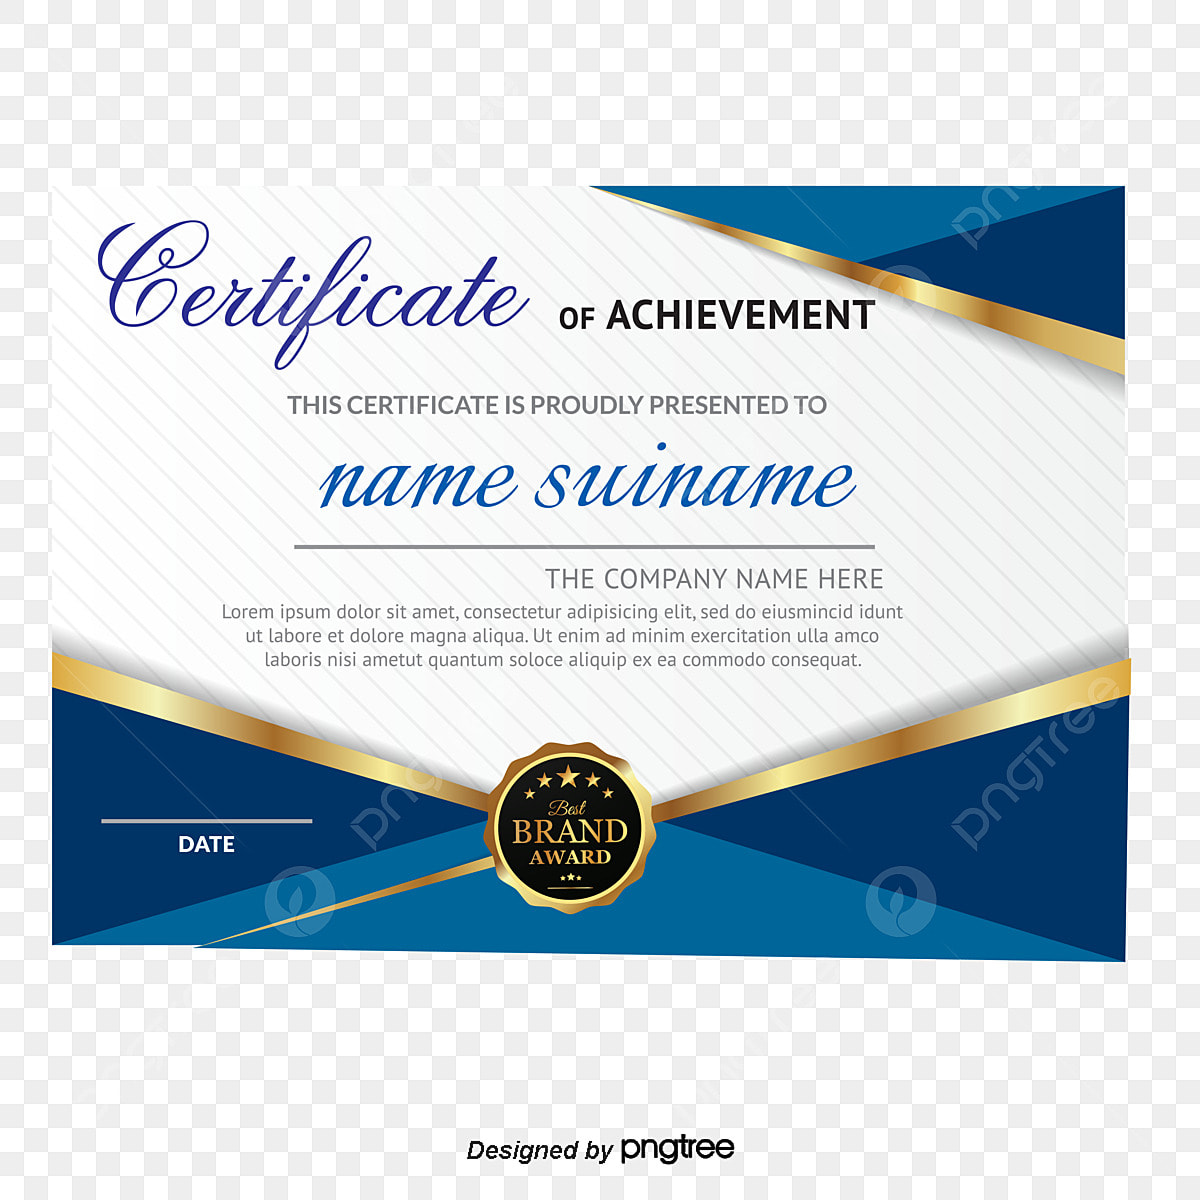 Certificate OF ACHIEVEMENT
THIS CERTIFICATE IS PROUDLY PRESENTED TO
name suiname
THE COMPANY NAME HERE
Lorem ipsum dolor sit amet, consectetur adipisicing elit, sed do eiusmincid idunt
ut labore et dolore magna aliqua. Ut enim ad minim exercitation ulla amco
laboris nisi ametut quantum soloce aliquip ex ea commodo consequat.
Best
BRAND
AWARD
DATE
pngtree
pngtree
pngtree
Designed by pngtree